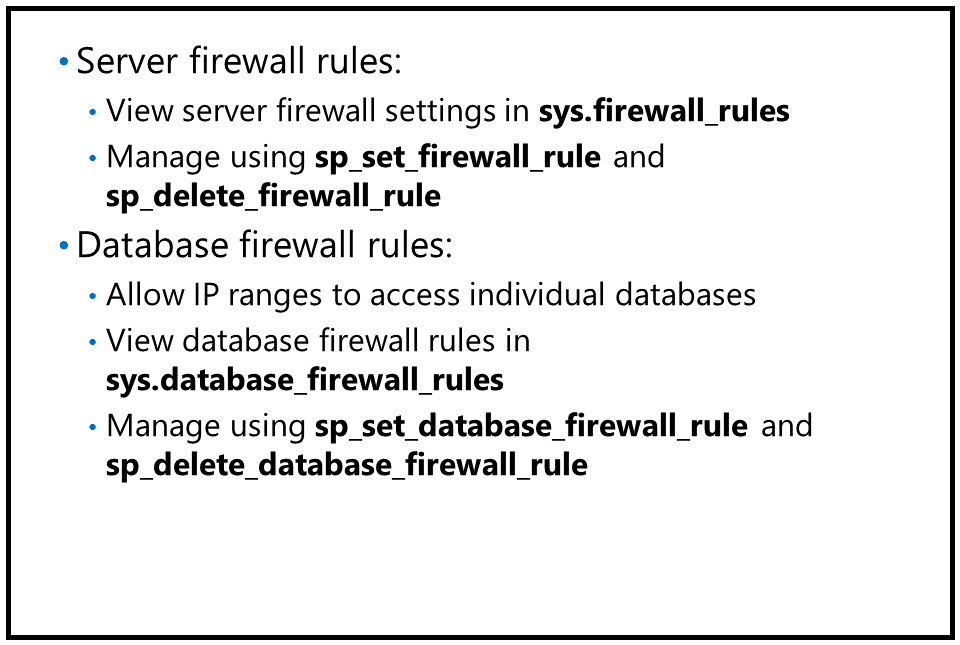 • Server firewall rules:
• View server firewall settings in sys.firewall_rules
• Manage using sp_set_firewall_rule and
sp_delete_firewall_rule
• Database firewall rules:
• Allow IP ranges to access individual databases
• View database firewall rules in
sys.database_firewall_rules
• Manage using sp_set_database_firewall_rule and
sp_delete_database_firewall_rule